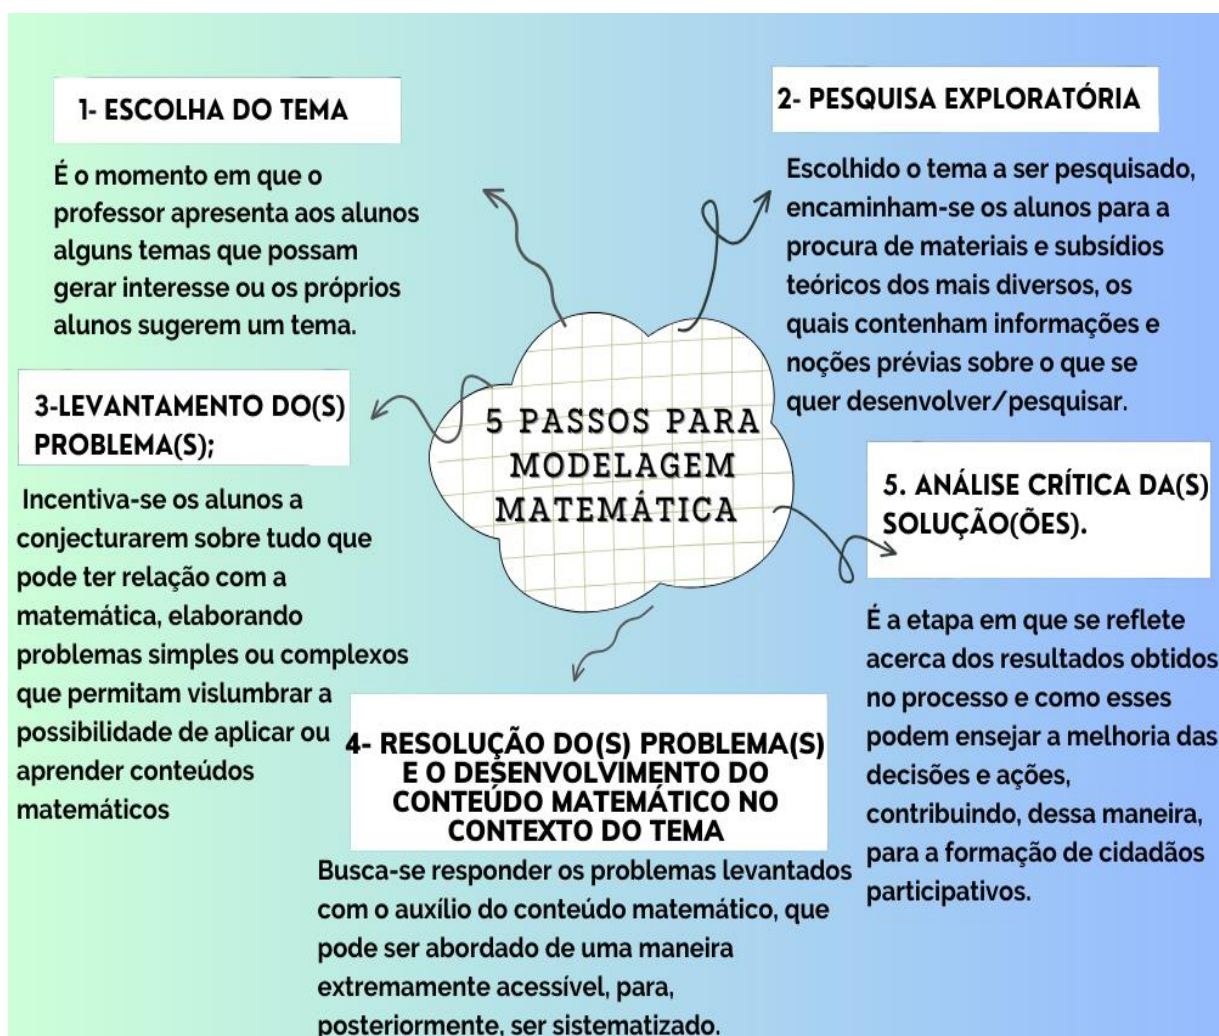 5 PASSOS PARA
MODELAGEM
MATEMÁTICA
1- ESCOLHA DO TEMA
É o momento em que o
professor apresenta aos alunos
alguns temas que possam
gerar interesse ou os próprios
alunos sugerem um tema.
2- PESQUISA EXPLORATÓRIA
Escolhido o tema a ser pesquisado,
encaminham-se os alunos para a
procura de materiais e subsídios
teóricos dos mais diversos, os
quais contenham informações e
noções prévias sobre o que se
quer desenvolver/pesquisar.
3-LEVANTAMENTO DO(S)
PROBLEMA(S);
Incentiva-se os alunos a
conjecturarem sobre tudo que
pode ter relação com a
matemática, elaborando
problemas simples ou complexos
que permitam vislumbrar a
possibilidade de aplicar ou
aprender conteúdos
matemáticos
4- RESOLUÇÃO DO(S) PROBLEMA(S)
E O DESENVOLVIMENTO DO
CONTEÚDO MATEMÁTICO NO
CONTEXTO DO TEMA
Busca-se responder os problemas levantados
com o auxílio do conteúdo matemático, que
pode ser abordado de uma maneira
extremamente acessível, para,
posteriormente, ser sistematizado.
5. ANÁLISE CRÍTICA DA(S)
SOLUÇÃO(ÕES).
É a etapa em que se reflete
acerca dos resultados obtidos
no processo e como esses
podem ensejar a melhoria das
decisões e ações,
contribuindo, dessa maneira,
para a formação de cidadãos
participativos.